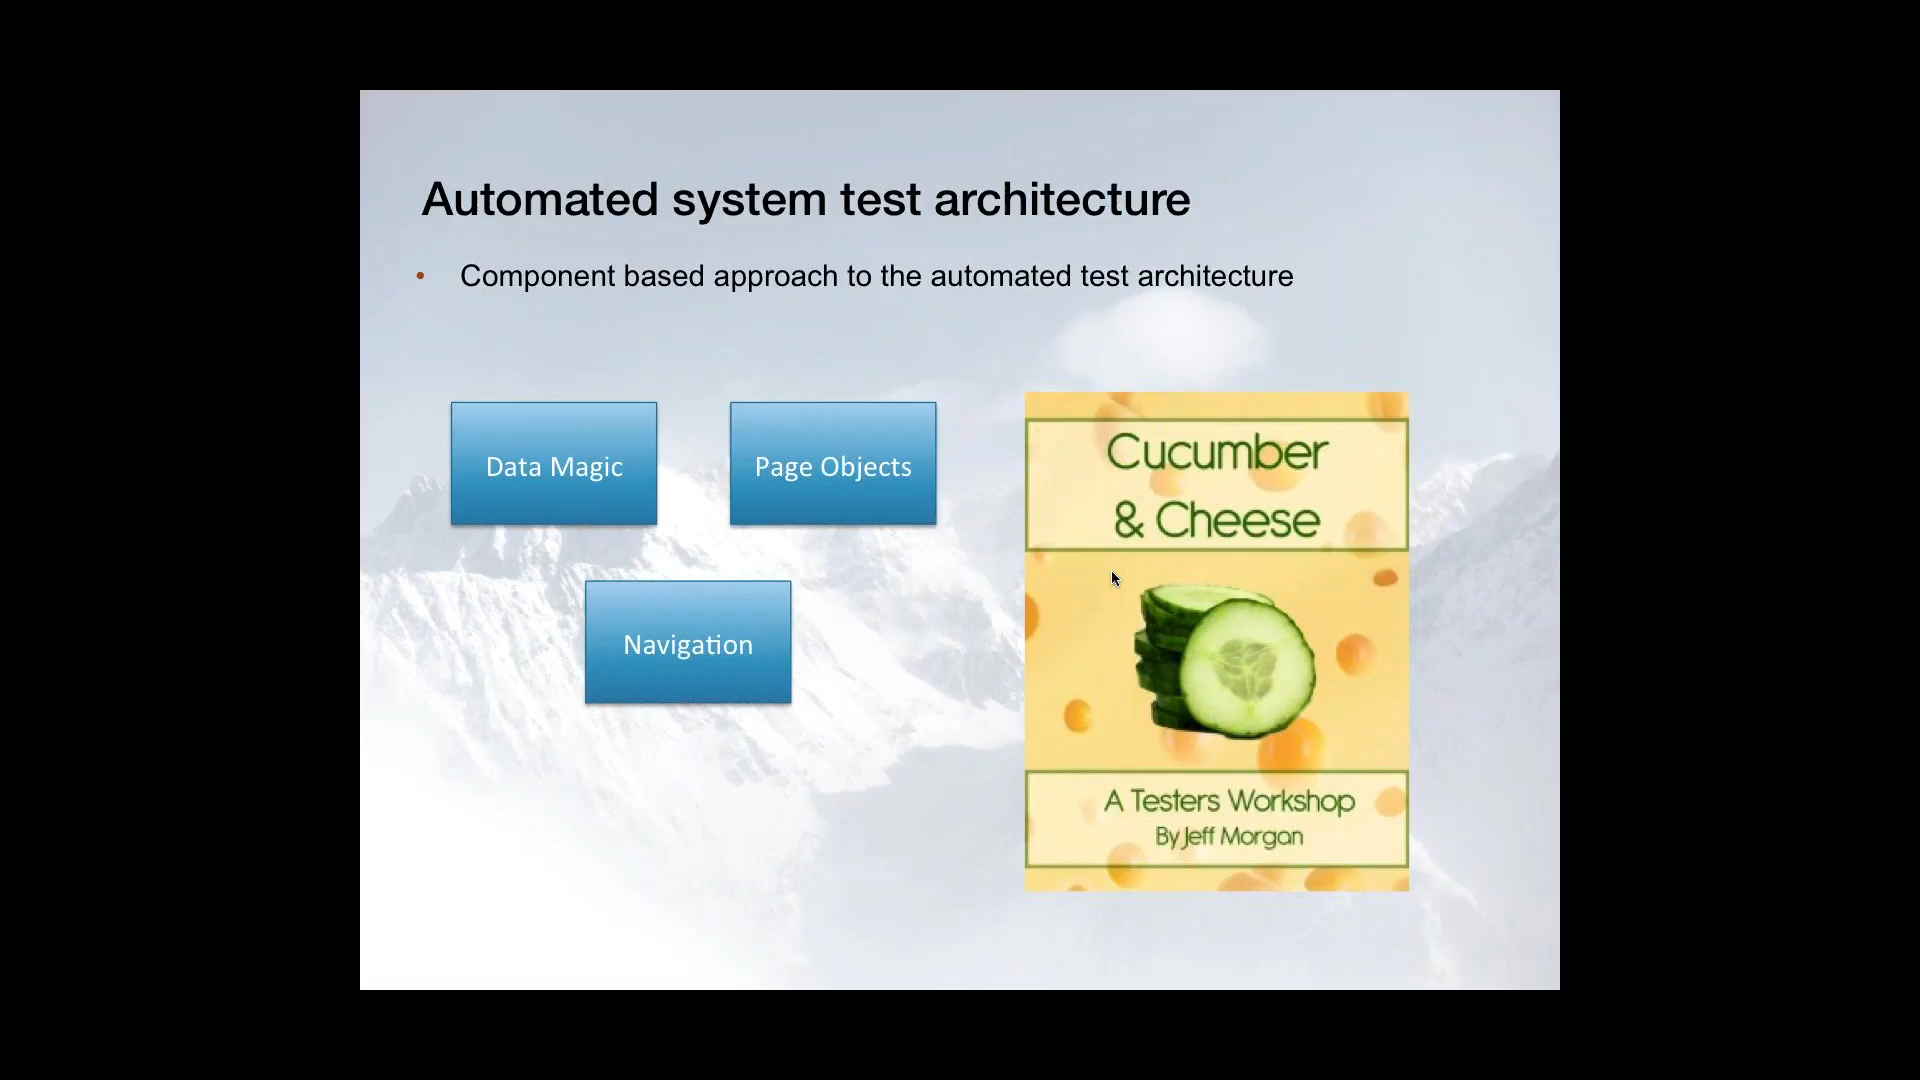 Automated system test architecture
• Component based approach to the automated test architecture
Data Magic
Page Objects
Navigation
Cucumber
& Cheese
A Testers Workshop
By Jeff Morgan